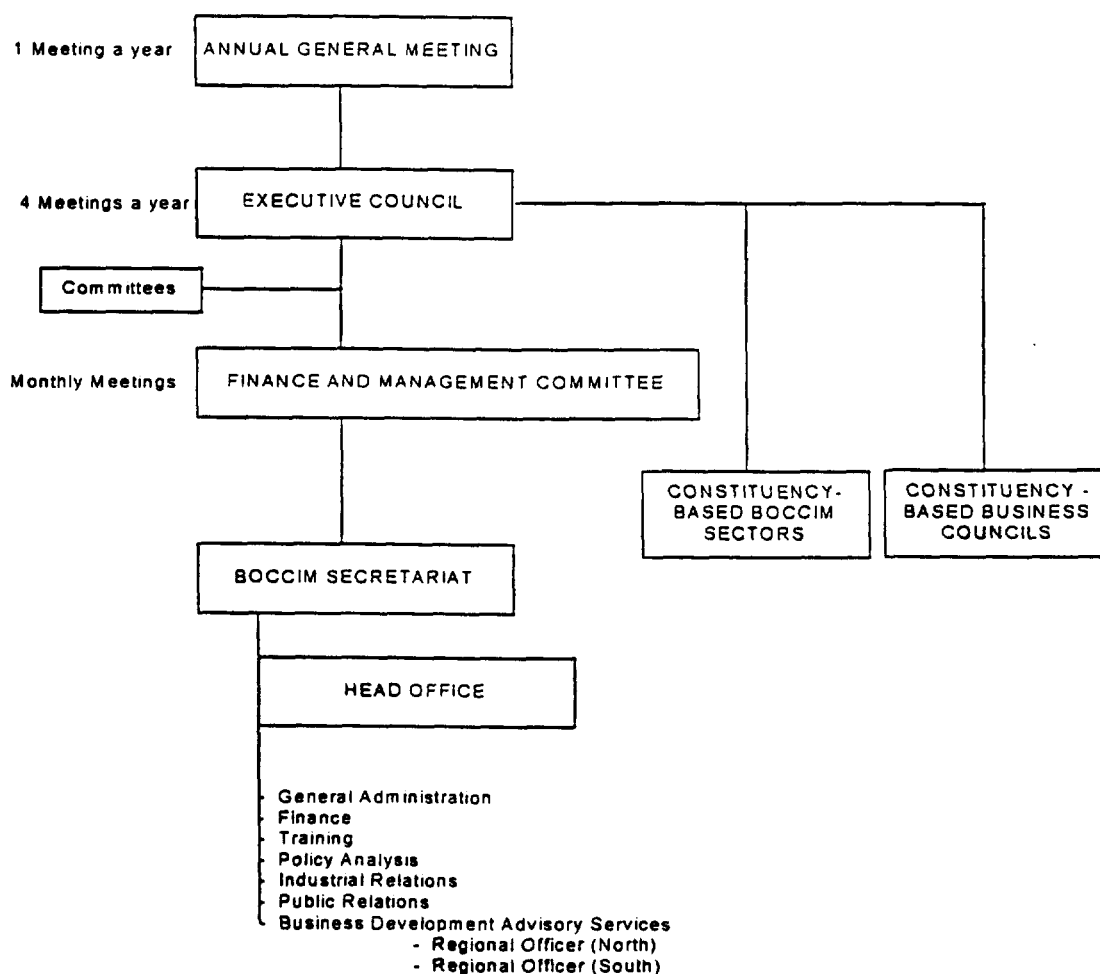 1 Meeting a year
ANNUAL GENERAL MEETING
4 Meetings a year
EXECUTIVE COUNCIL
Committees
Monthly Meetings
FINANCE AND MANAGEMENT COMMITTEE
CONSTITUENCY-
BASED BOCCIM
SECTORS
CONSTITUENCY -
BASED BUSINESS
COUNCILS
BOCCIM SECRETARIAT
HEAD OFFICE
- General Administration
- Finance
- Training
- Policy Analysis
- Industrial Relations
- Public Relations
- Business Development Advisory Services
- Regional Officer (North)
- Regional Officer (South)